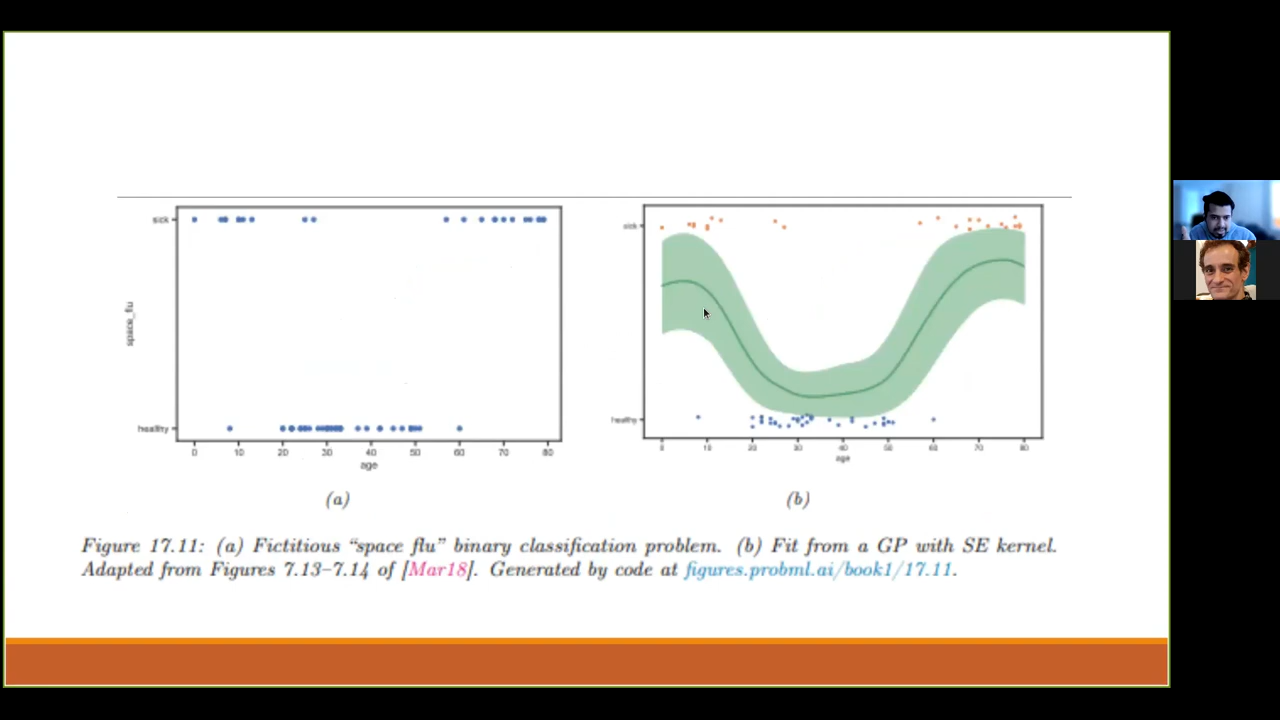 sick
healthy
space_flu
0 10 20 30 40 50 60 70 80
age
(a)
sick
healthy
0 10 20 30 40 50 60 70 80
age
(b)
Figure 17.11: (a) Fictitious “space flu” binary classification problem. (b) Fit from a GP with SE kernel.
Adapted from Figures 7.13–7.14 of [Mar18]. Generated by code at figures.probml.ai/book1/17.11.